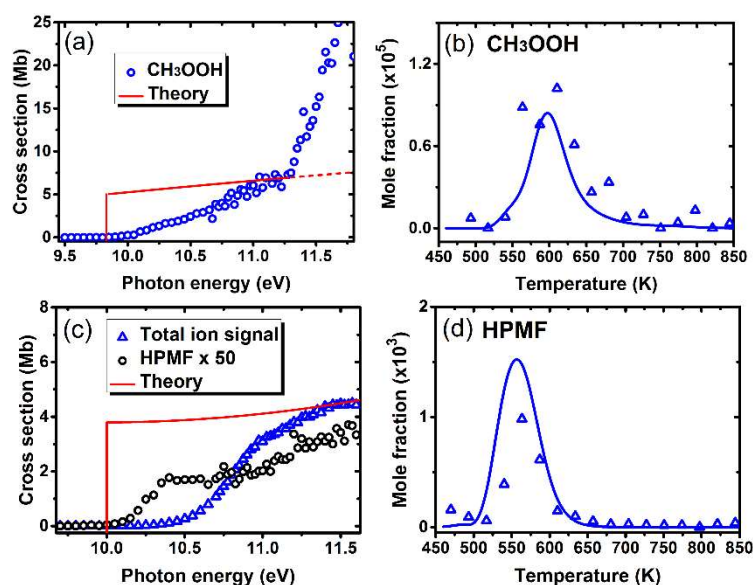 (a)
CH3OOH
Theory
Cross section (Mb)
25
20
15
10
5
0
9.5 10.0 10.5 11.0 11.5
Photon energy (eV)
(b) CH3OOH
Mole fraction (x10⁵)
1.2
0.6
0.0
450 500 550 600 650 700 750 800 850
Temperature (K)
(c)
Total ion signal
HPMF x 50
Theory
Cross section (Mb)
8
6
4
2
0
10.0 10.5 11.0 11.5
Photon energy (eV)
(d) HPMF
Mole fraction (x10³)
2
1
0
450 500 550 600 650 700 750 800 850
Temperature (K)